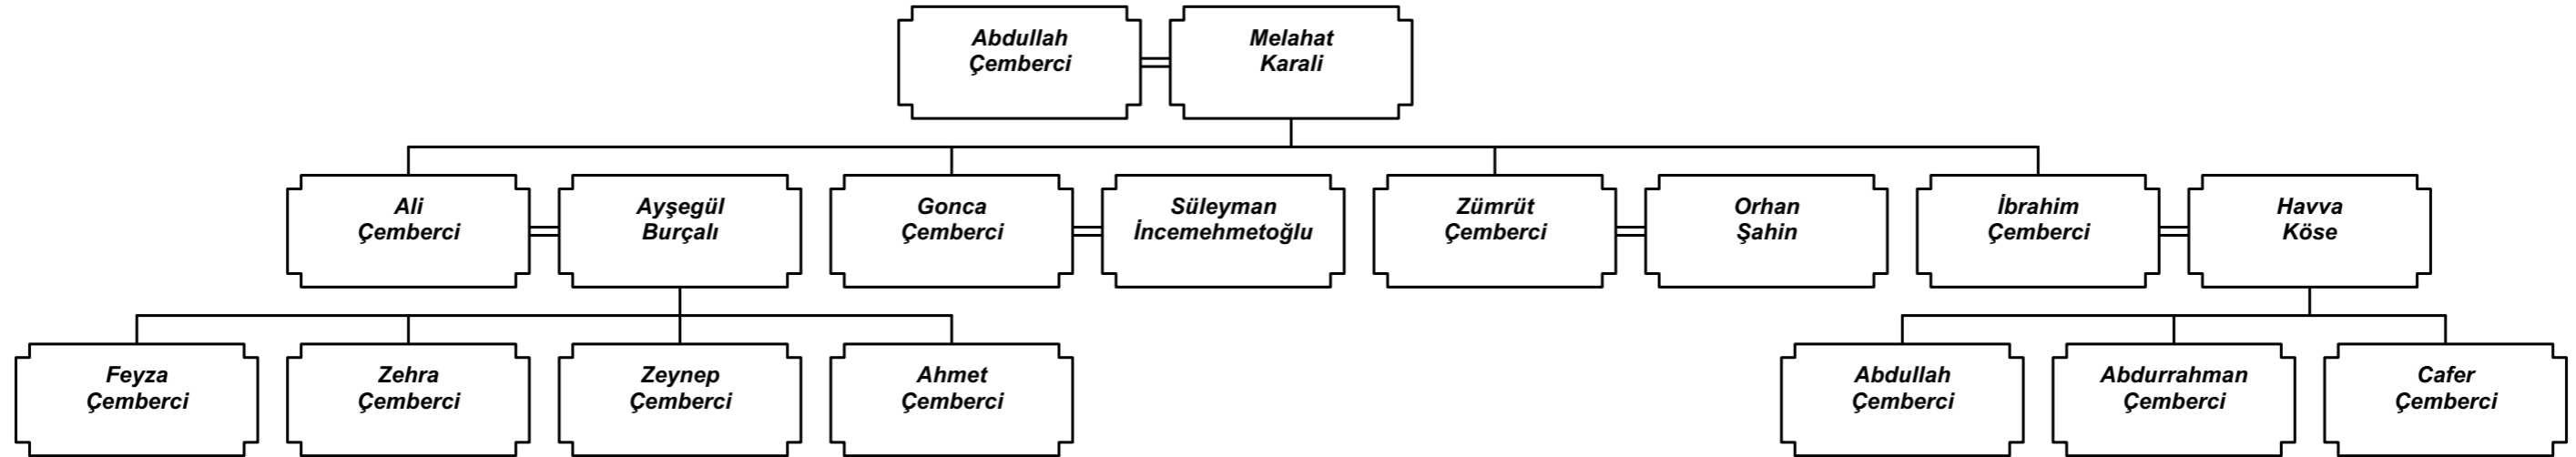 Abdullah
Çemberci
Melahat
Karali
Ali
Çemberci
Ayşegül
Burçalı
Gonca
Çemberci
Süleyman
İncemehmetoğlu
Zümrüt
Çemberci
Orhan
Şahin
İbrahim
Çemberci
Havva
Köse
Feyza
Çemberci
Zehra
Çemberci
Zeynep
Çemberci
Ahmet
Çemberci
Abdullah
Çemberci
Abdurrahman
Çemberci
Cafer
Çemberci